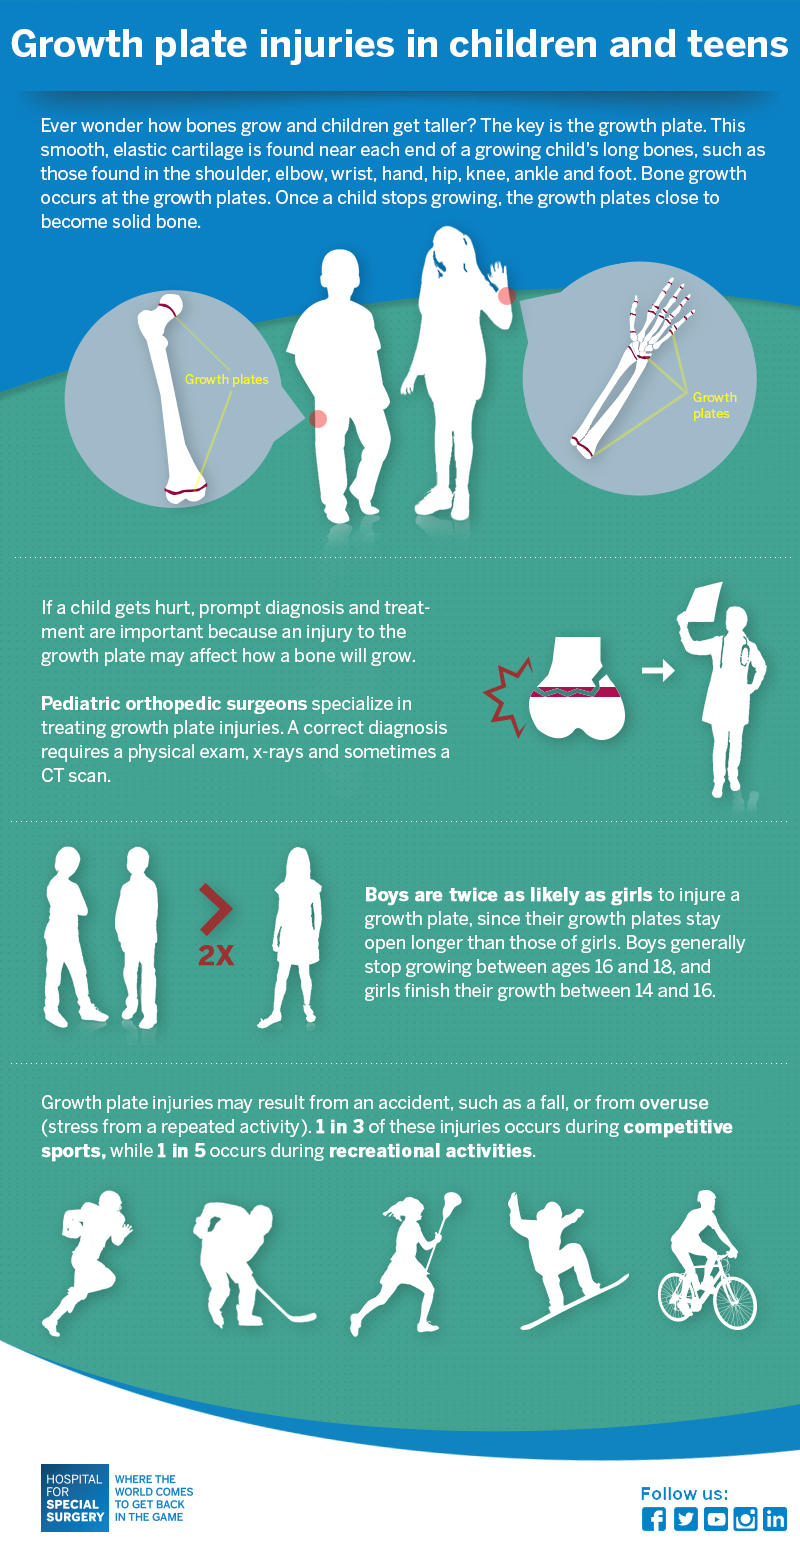 Growth plate injuries in children and teens
Ever wonder how bones grow and children get taller? The key is the growth plate. This
smooth, elastic cartilage is found near each end of a growing child's long bones, such as
those found in the shoulder, elbow, wrist, hand, hip, knee, ankle and foot. Bone growth
occurs at the growth plates. Once a child stops growing, the growth plates close to
become solid bone.
Growth plates
Growth
plates
If a child gets hurt, prompt diagnosis and treat-
ment are important because an injury to the
growth plate may affect how a bone will grow.
Pediatric orthopedic surgeons specialize in
treating growth plate injuries. A correct diagnosis
requires a physical exam, x-rays and sometimes a
CT scan.
2X
Boys are twice as likely as girls to injure a
growth plate, since their growth plates stay
open longer than those of girls. Boys generally
stop growing between ages 16 and 18, and
girls finish their growth between 14 and 16.
Growth plate injuries may result from an accident, such as a fall, or from overuse
(stress from a repeated activity). 1 in 3 of these injuries occurs during competitive
sports, while 1 in 5 occurs during recreational activities.
HOSPITAL
FOR
SPECIAL
SURGERY
WHERE THE
WORLD COMES
TO GET BACK
IN THE GAME
Follow us: